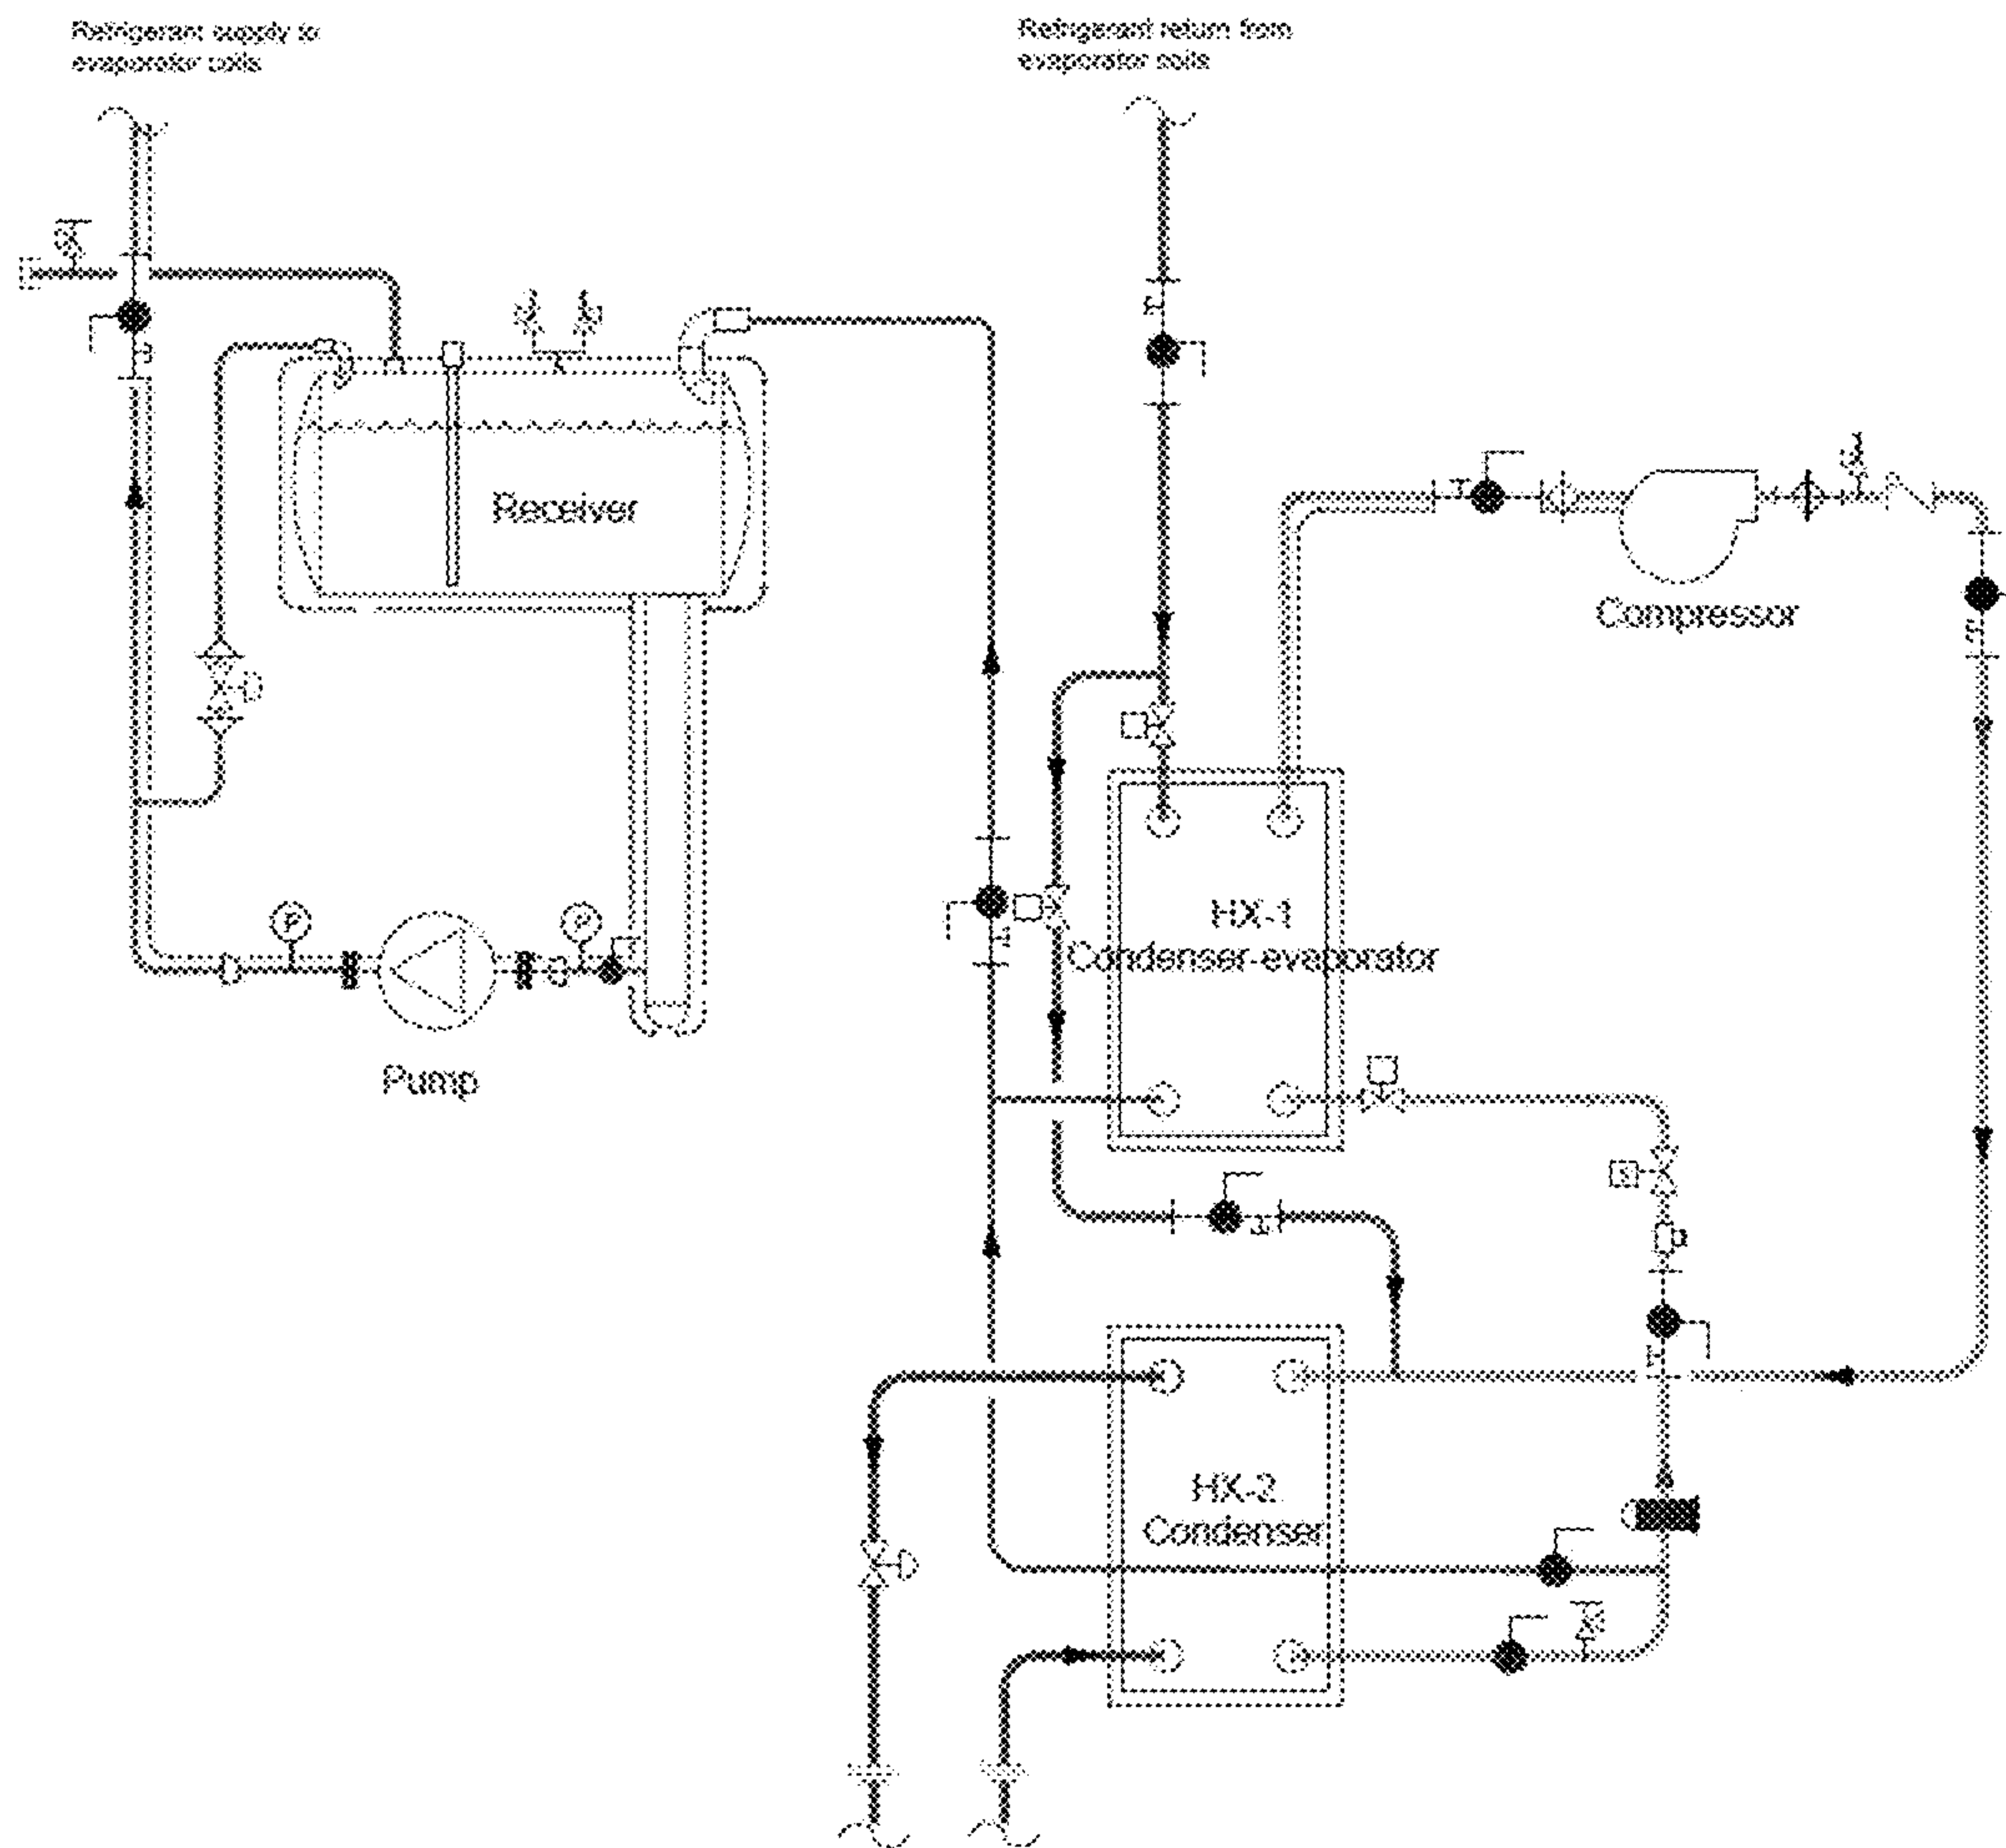 Refrigerant supply to
evaporator coils
Refrigerant return from
evaporator coils
Receiver
Compressor
HX-1
Condenser-evaporator
P
P
Pump
S
HX-2
Condenser